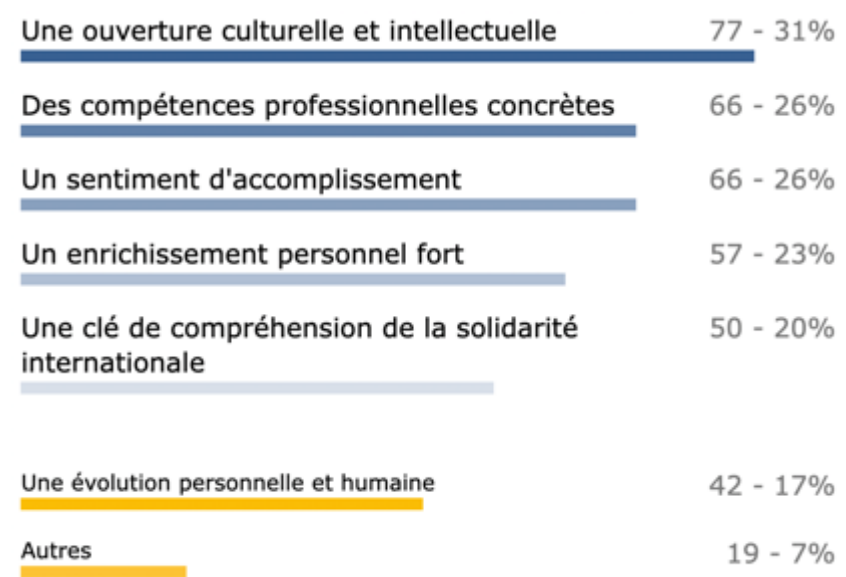 Une ouverture culturelle et intellectuelle 77 - 31%
Des compétences professionnelles concrètes 66 - 26%
Un sentiment d'accomplissement 66 - 26%
Un enrichissement personnel fort 57 - 23%
Une clé de compréhension de la solidarité 50 - 20%
internationale
Une évolution personnelle et humaine 42 - 17%
Autres 19 - 7%